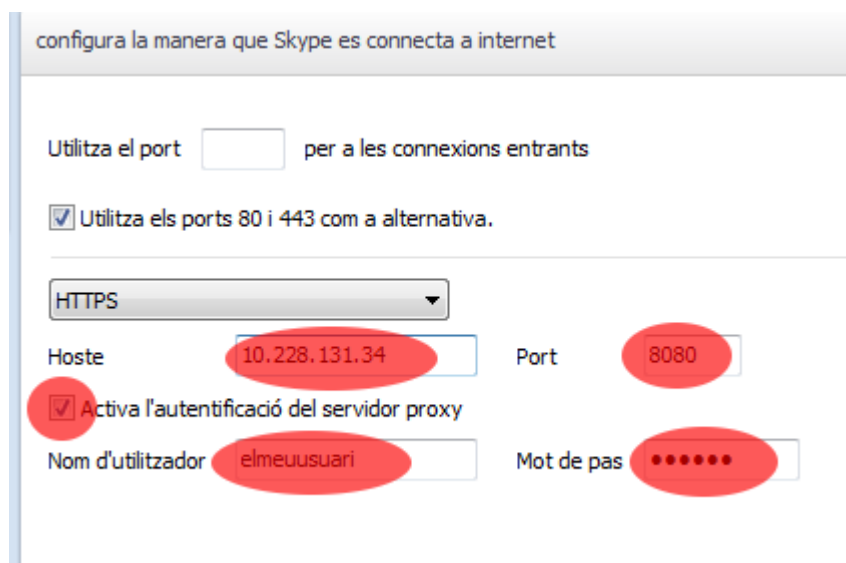 configura la manera que Skype es connecta a internet
Utilitza el port per a les connexions entrants
Utilitza els ports 80 i 443 com a alternativa.
HTTPS
Hoste 10.228.131.34 Port 8080
Activa l'autentificació del servidor proxy
Nom d'utilitzador elmeuusuari Mot de pas ●●●●●●